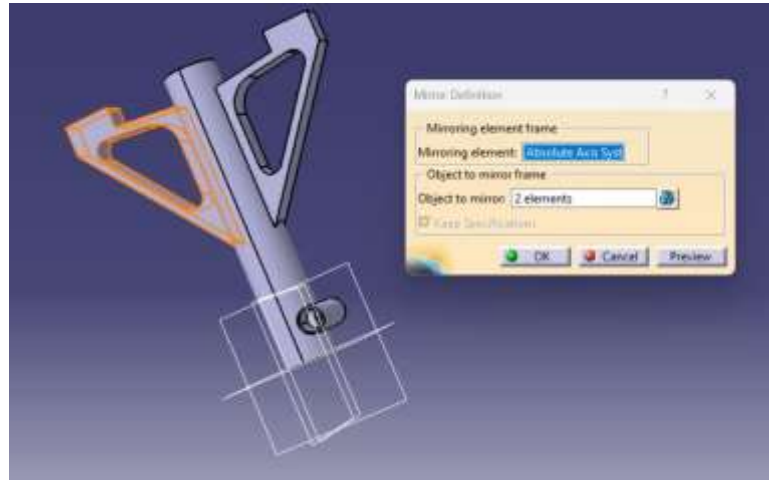 Mirror Definition ? ×
Mirroring element frame
Mirroring element: Absolute Axis Syst
Object to mirror frame
Object to mirror: 2 elements
Keep Specifications
OK Cancel Preview